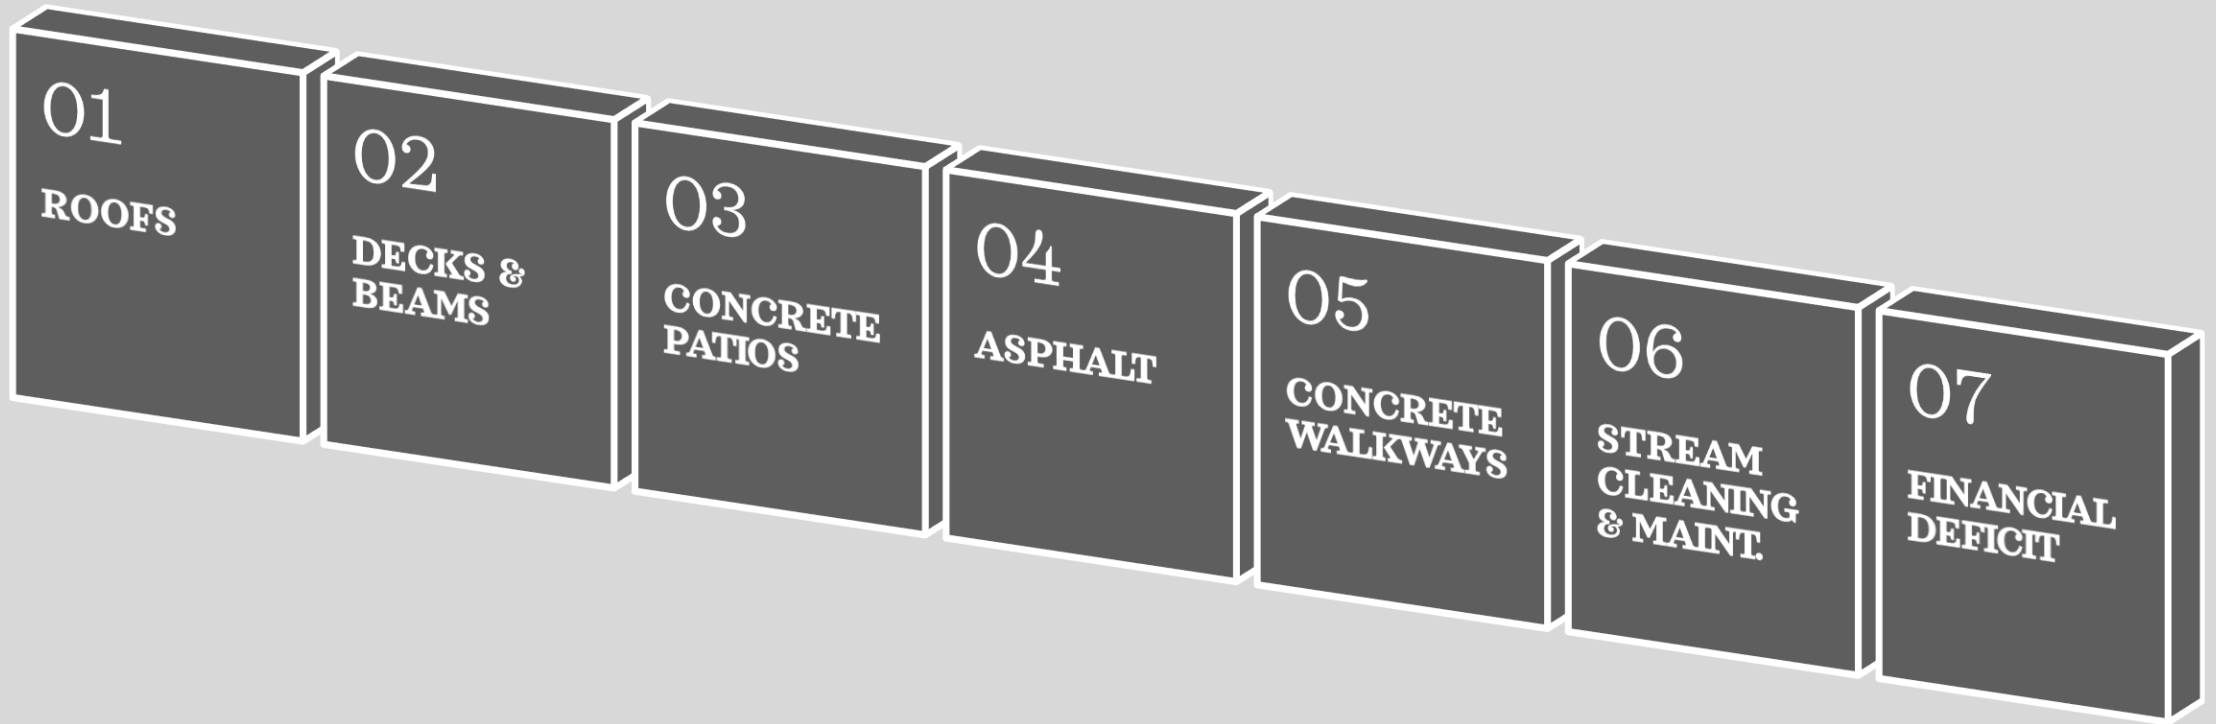 01
ROOFS
02
DECKS &
BEAMS
03
CONCRETE
PATIOS
04
ASPHALT
05
CONCRETE
WALKWAYS
06
STREAM
CLEANING
& MAINT.
07
FINANCIAL
DEFICIT